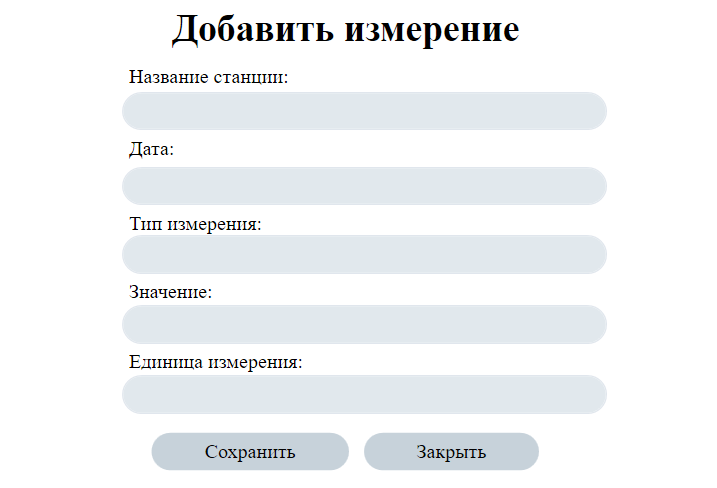 Добавить измерение
Название станции:
Дата:
Тип измерения:
Значение:
Единица измерения:
Сохранить Закрыть